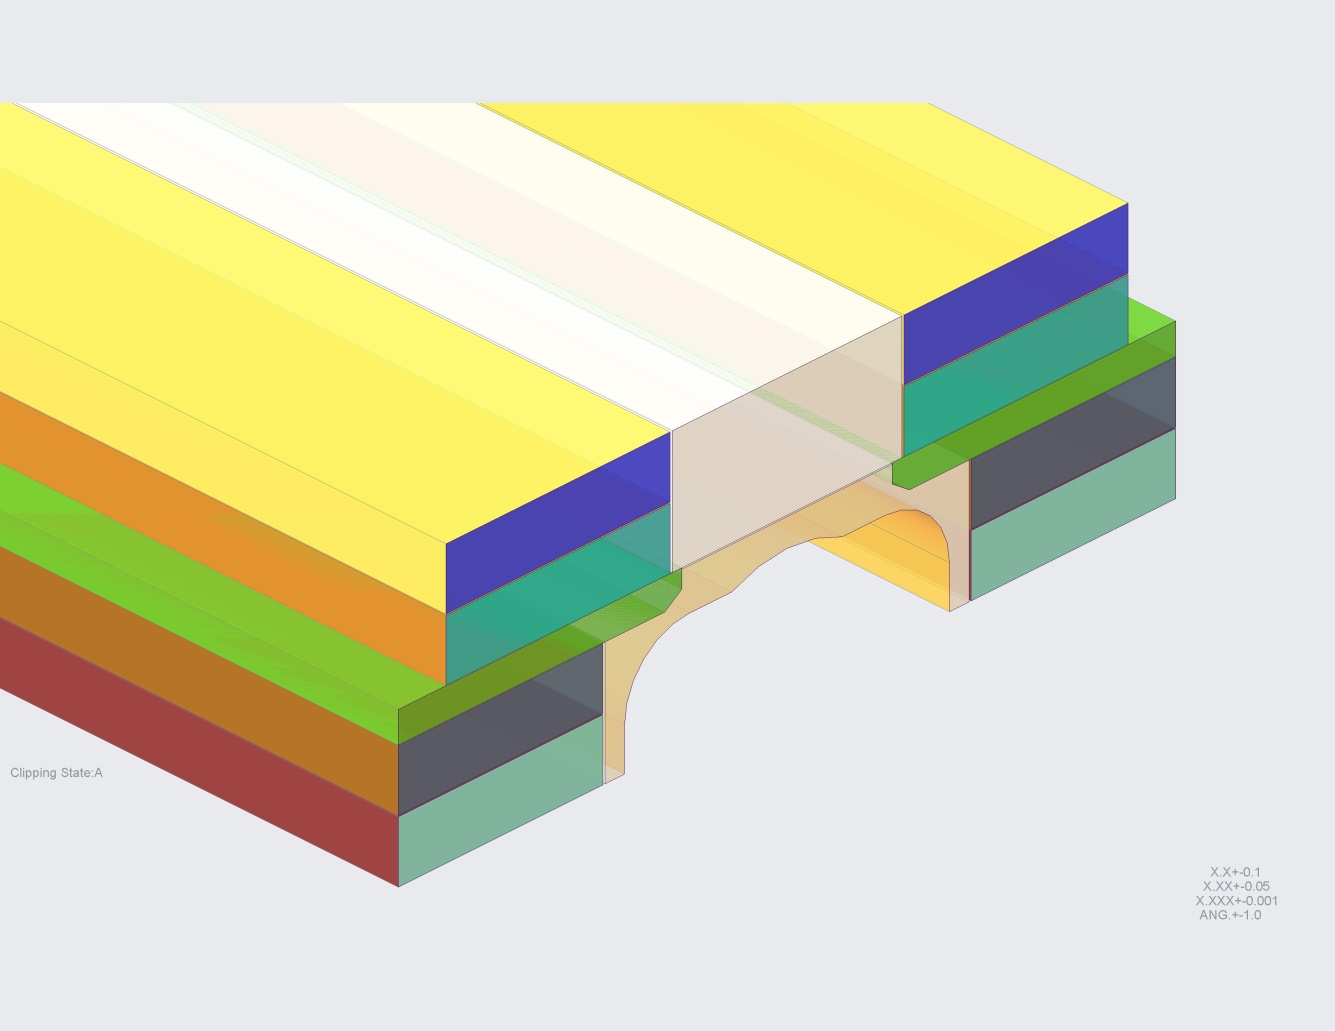 Clipping State:A
X.X+-0.1
X.XX+-0.05
X.XXX+-0.001
ANG.+-1.0